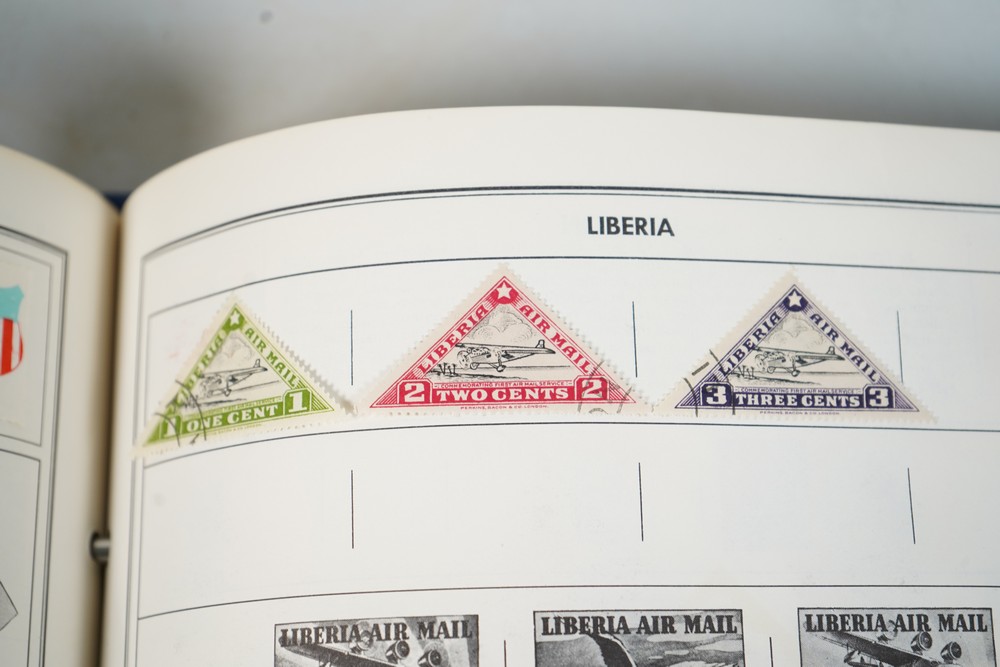 LIBERIA
LIBERIA AIR MAIL
1 ONE CENT 1
LIBERIA AIR MAIL
COMMEMORATING FIRST AIR MAIL SERVICE
2 TWO CENTS 2
PERKINS, BACON & CO LONDON.
LIBERIA AIR MAIL
COMMEMORATING FIRST AIR MAIL SERVICE
3 THREE CENTS 3
PERKINS, BACON & CO LONDON.
LIBERIA AIR MAIL
LIBERIA AIR MAIL
LIBERIA AIR MAIL